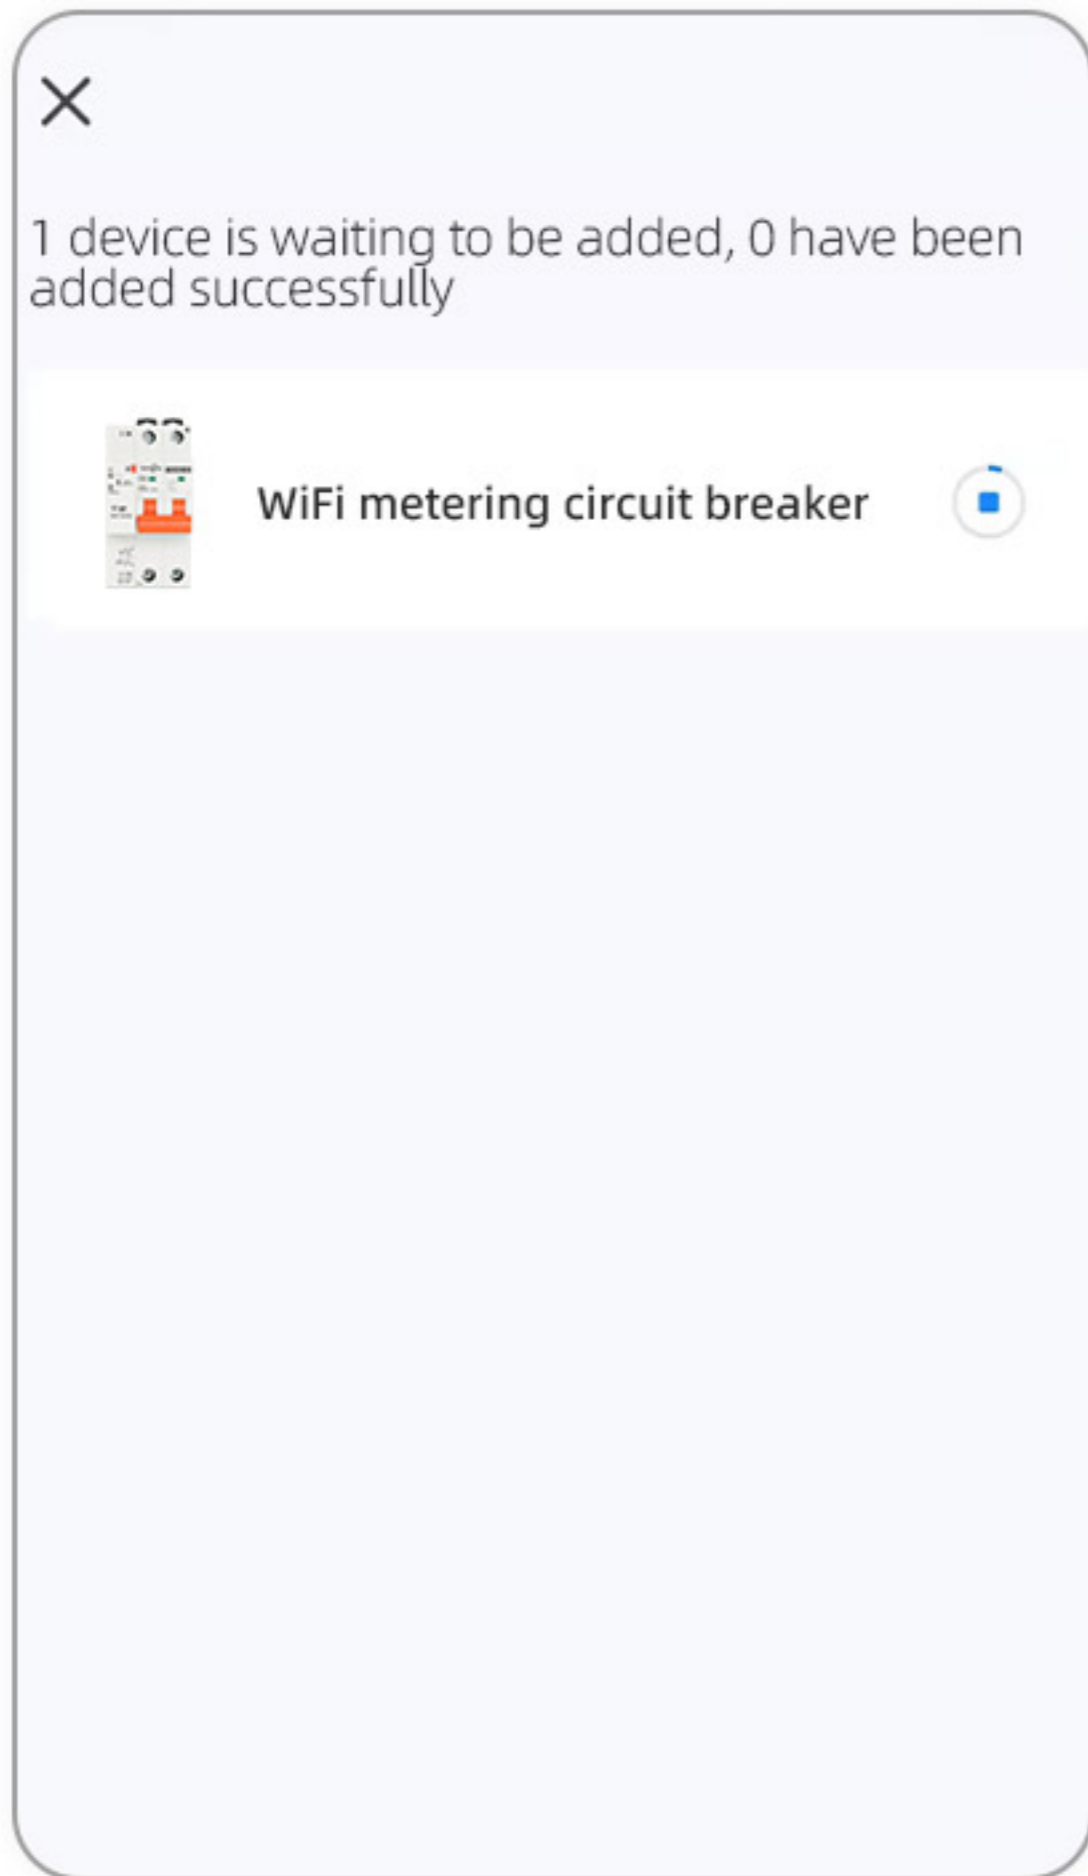 1 device is waiting to be added, 0 have been
added successfully
WiFi metering circuit breaker